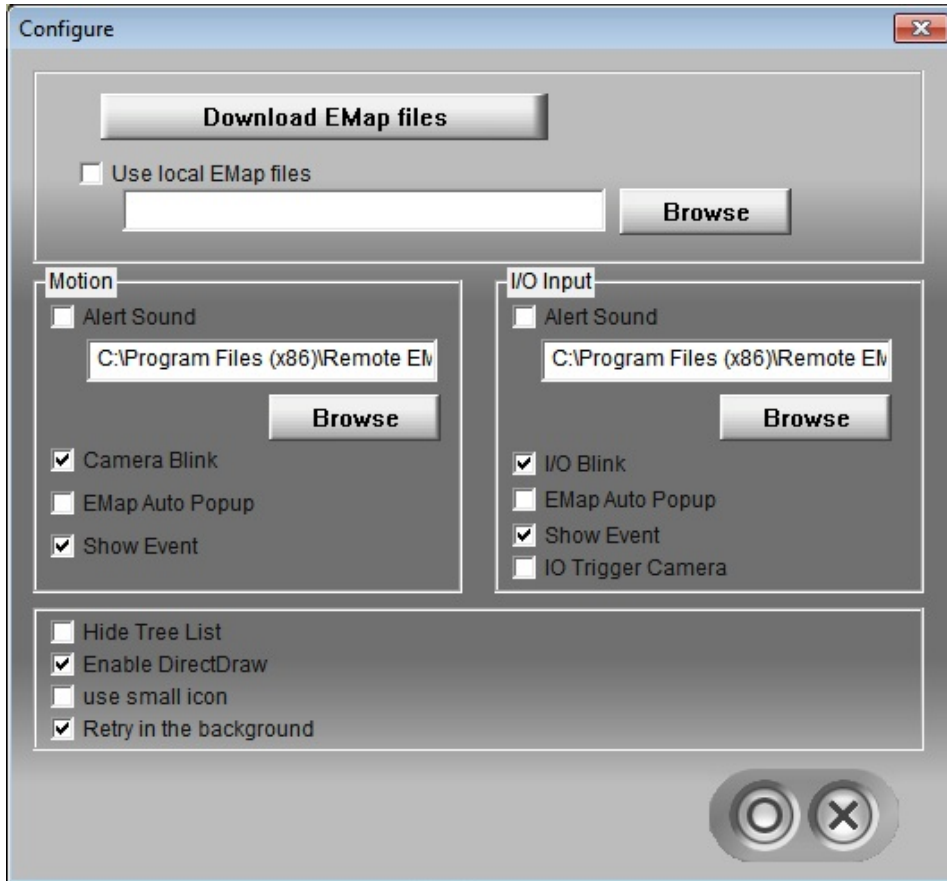 Configure
Download EMap files
Use local EMap files
Browse
Motion
Alert Sound
C:\Program Files (x86)\Remote EM
Browse
Camera Blink
EMap Auto Popup
Show Event
I/O Input
Alert Sound
C:\Program Files (x86)\Remote EM
Browse
I/O Blink
EMap Auto Popup
Show Event
IO Trigger Camera
Hide Tree List
Enable DirectDraw
use small icon
Retry in the background